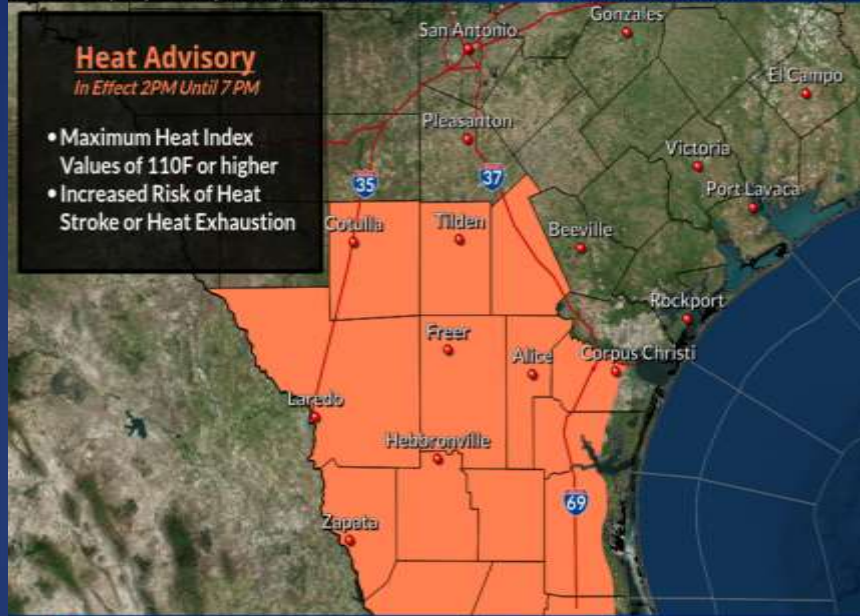 Heat Advisory
In Effect 2PM Until 7 PM
• Maximum Heat Index
Values of 110F or higher
• Increased Risk of Heat
Stroke or Heat Exhaustion
San Antonio
Gonzales
El Campo
Pleasanton
Victoria
35
37
Port Lavaca
Cotulla
Tilden
Beeville
Rockport
Freer
Alice
Corpus Christi
Laredo
Hebbronville
69
Zapata